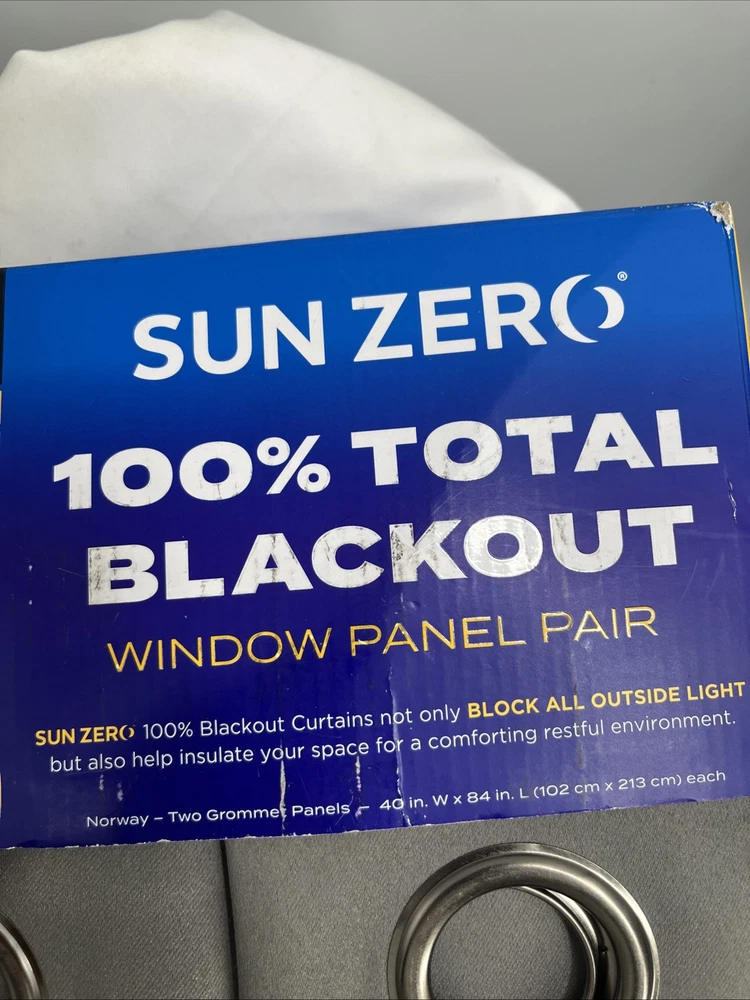 SUN ZERO®
100% TOTAL
BLACKOUT
WINDOW PANEL PAIR
SUN ZERO 100% Blackout Curtains not only BLOCK ALL OUTSIDE LIGHT
but also help insulate your space for a comforting restful environment.
Norway – Two Grommet Panels – 40 in. W x 84 in. L (102 cm x 213 cm) each